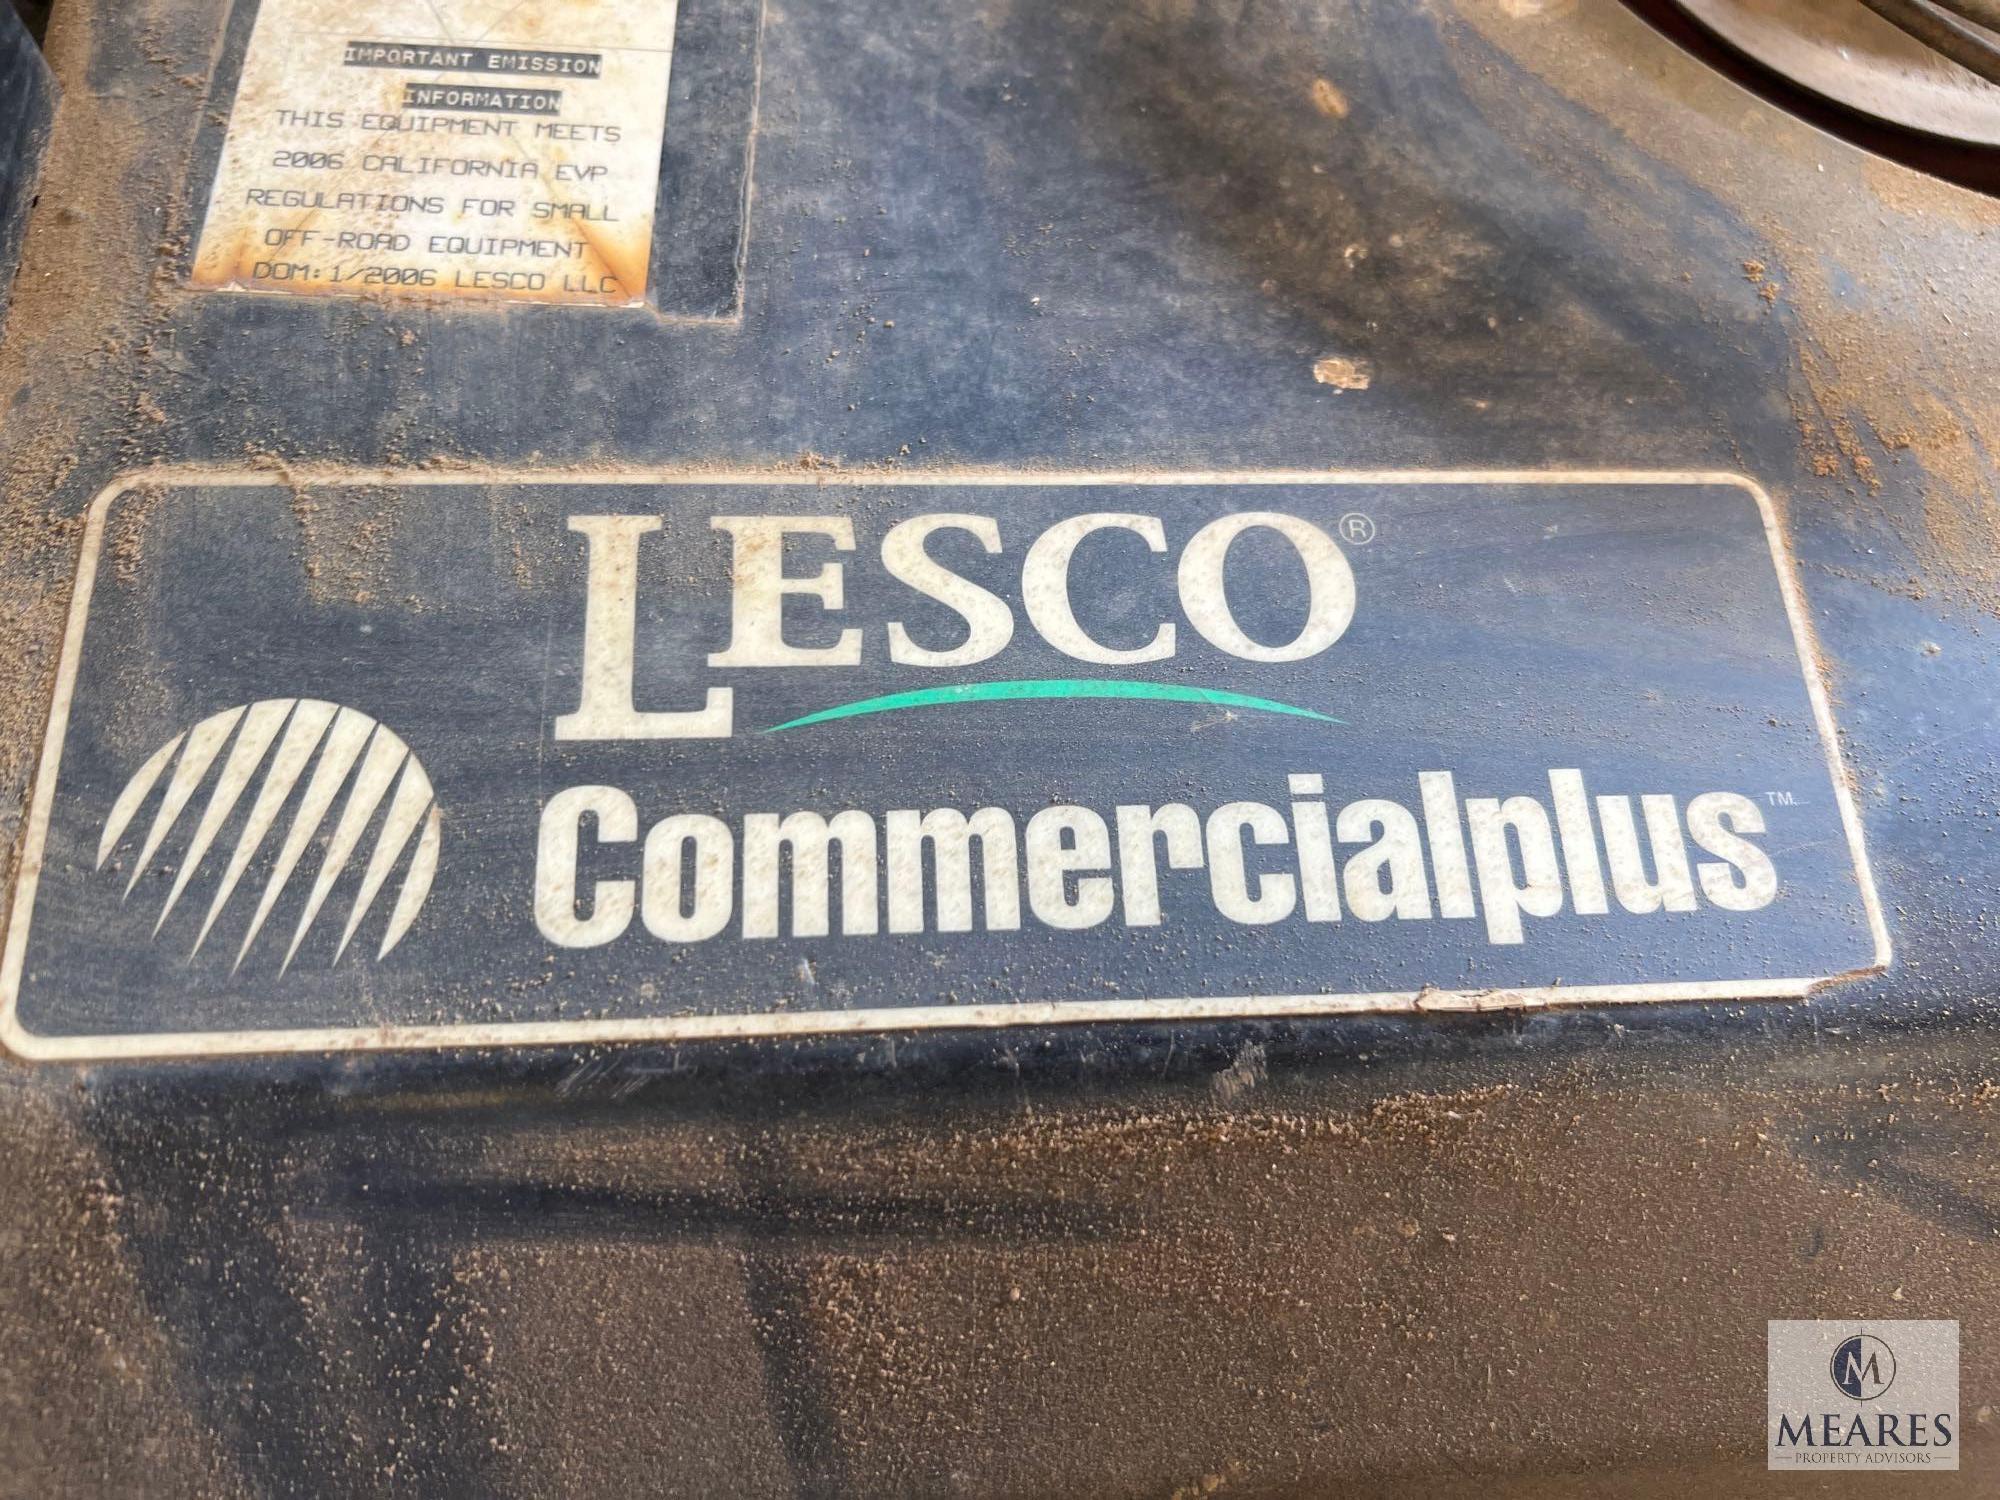 IMPORTANT EMISSION
INFORMATION
THIS EQUIPMENT MEETS
2006 CALIFORNIA EVP
REGULATIONS FOR SMALL
OFF-ROAD EQUIPMENT
DOM:1/2006 LESCO LLC
LESCO®
Commercialplus™
M
MEARES
PROPERTY ADVISORS